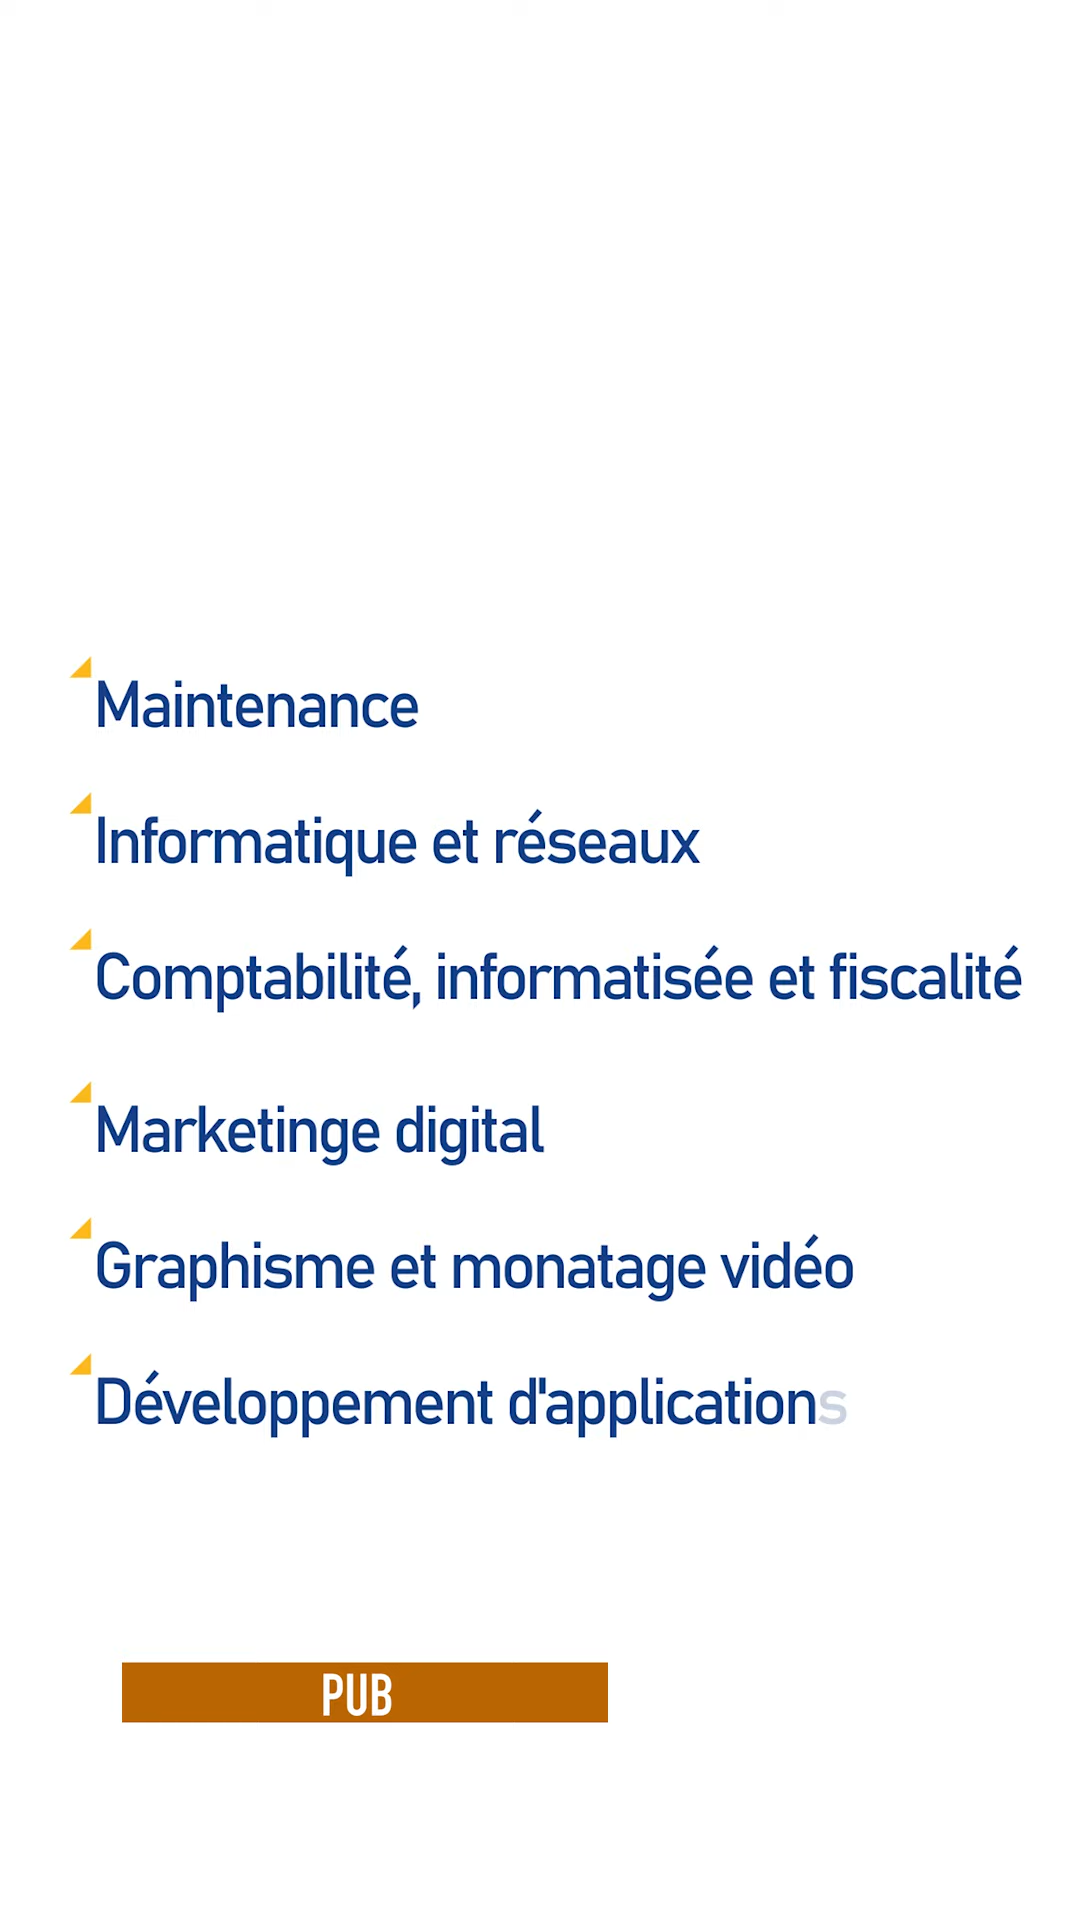 Maintenance
Informatique et réseaux
Comptabilité, informatisée et fiscalité
Marketinge digital
Graphisme et monatage vidéo
Développement d'applications
PUB